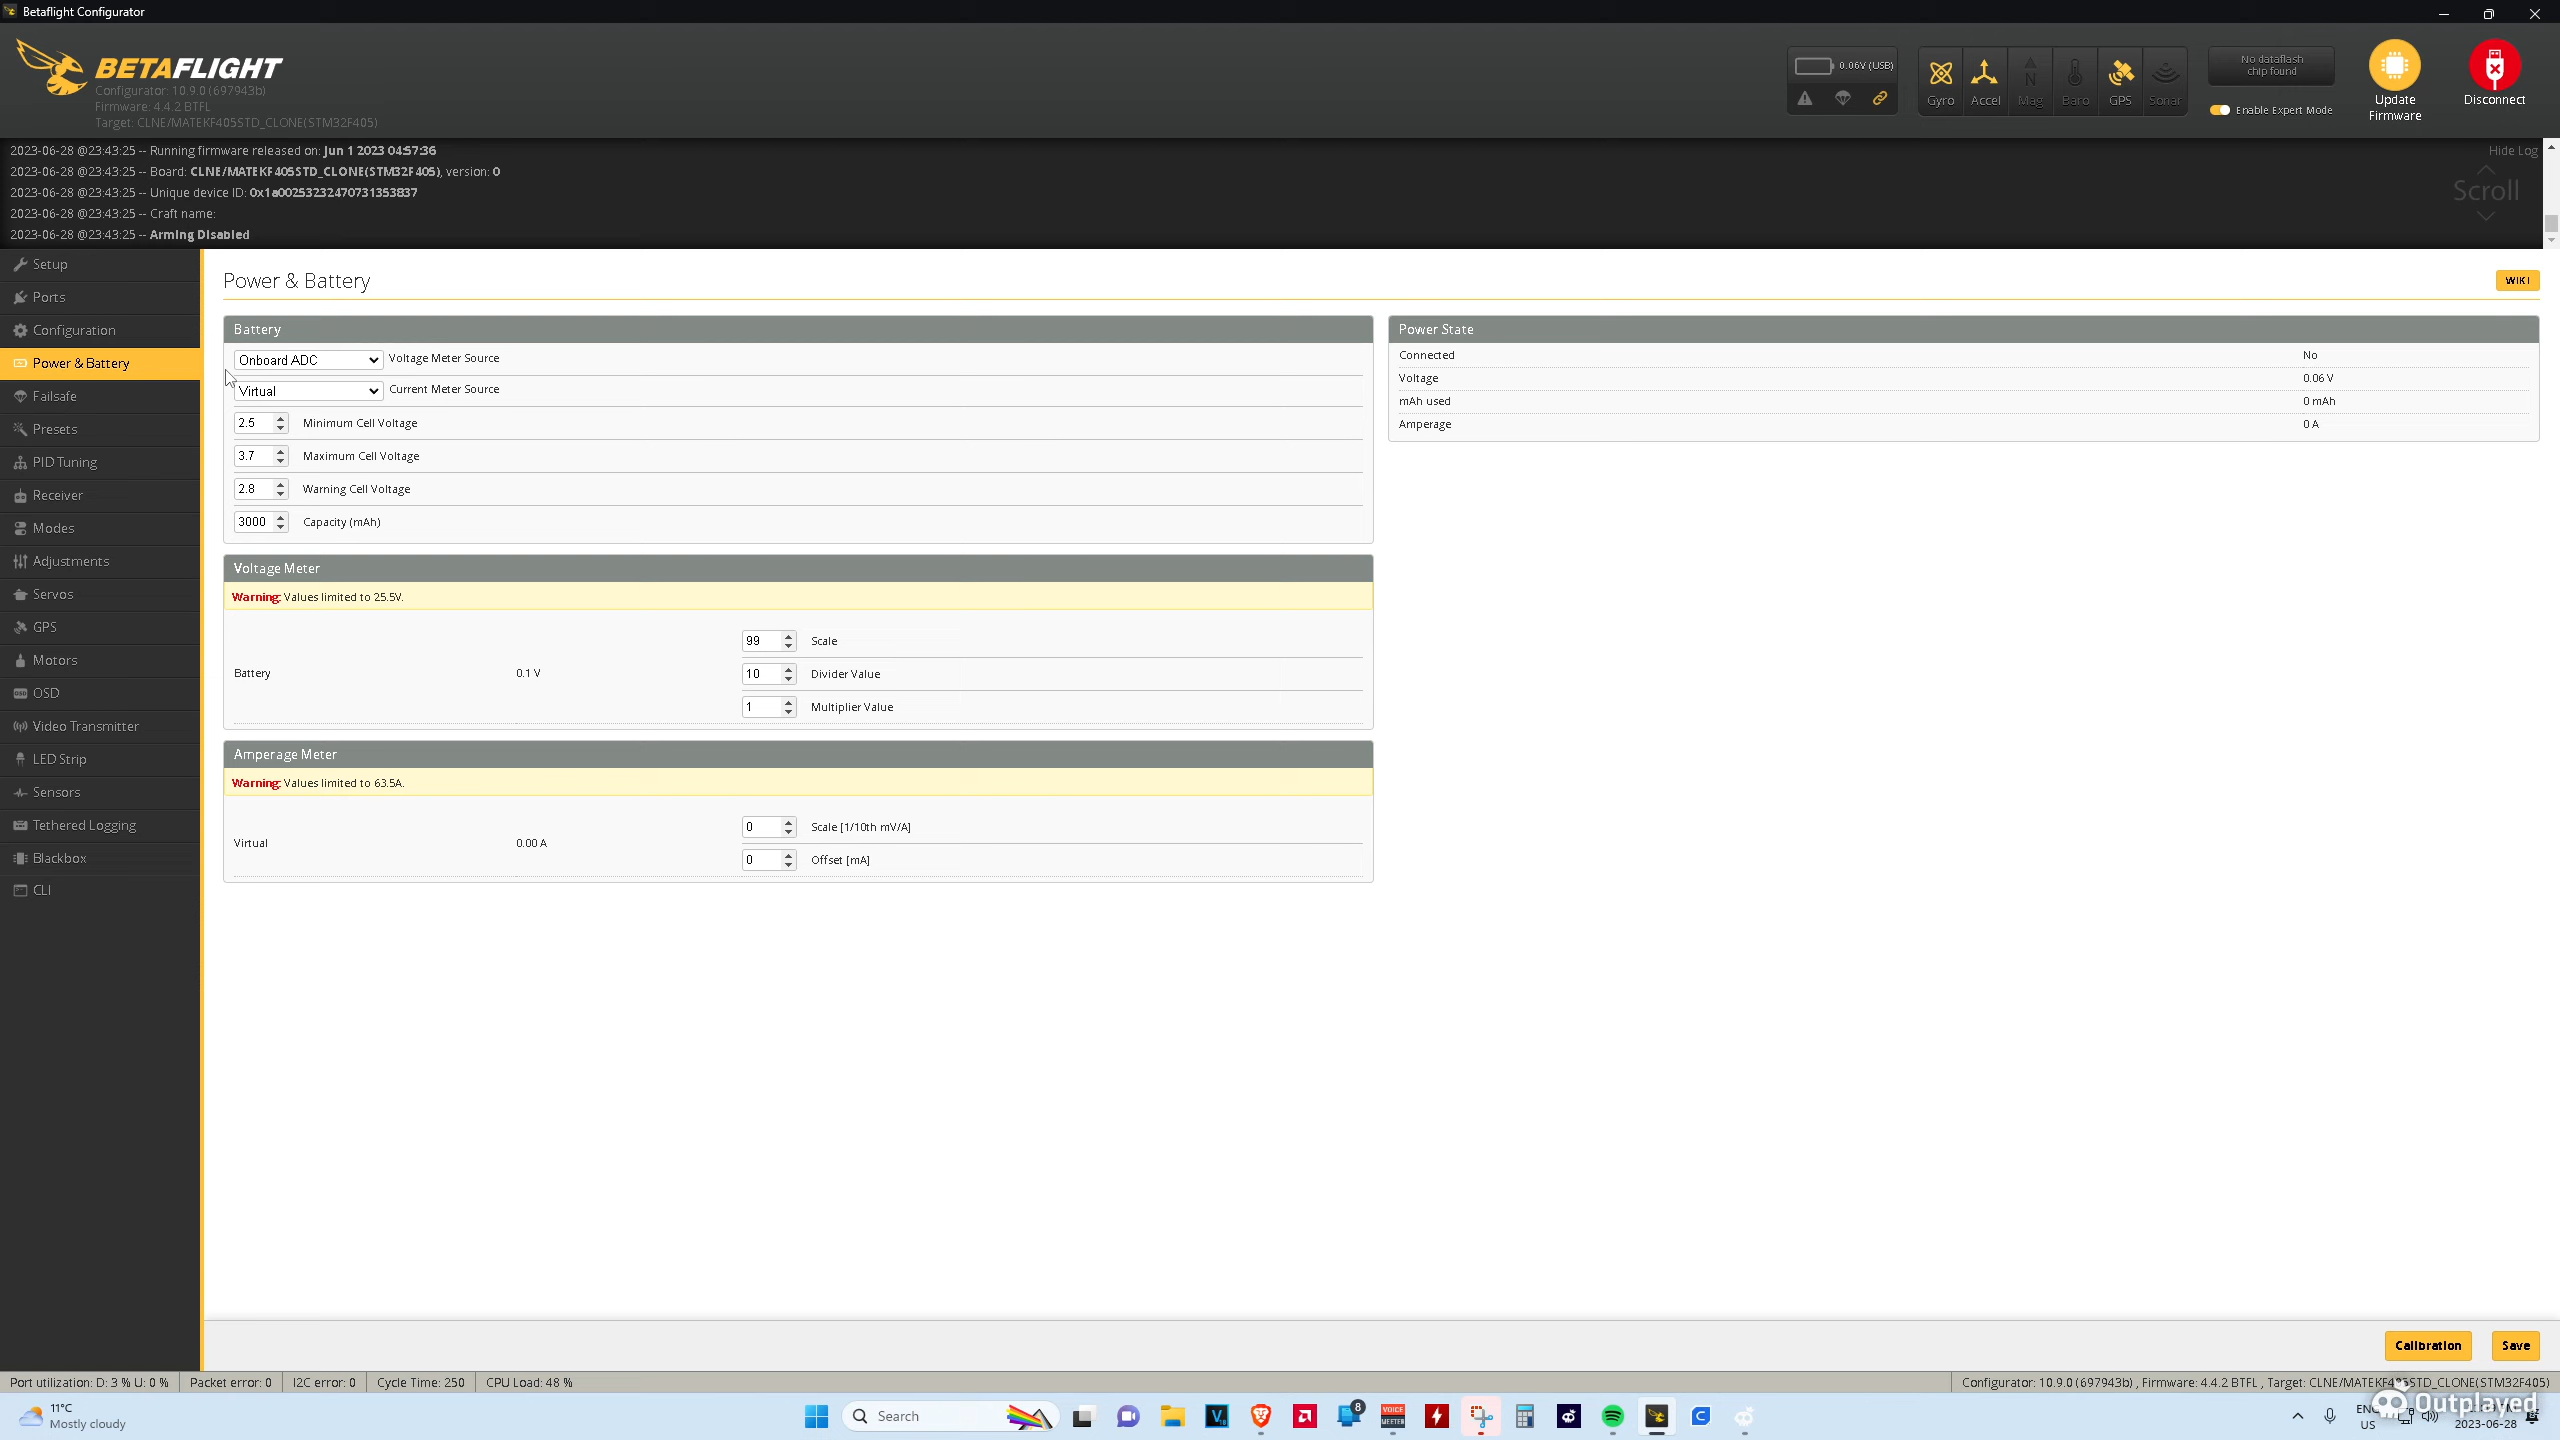 Betaflight Configurator
BETAFLIGHT
Configurator: 10.9.0 (697943b)
Firmware: 4.4.2 BTFL
Target: CLNE/MATEKF405STD_CLONE(STM32F405)
0.06V (USB)
Gyro
Accel
Mag
Baro
GPS
Sonar
No dataflash
chip found
Enable Expert Mode
Update
Firmware
Disconnect
2023-06-28 @23:43:25 -- Running firmware released on: Jun 1 2023 04:57:36
2023-06-28 @23:43:25 -- Board: CLNE/MATEKF405STD_CLONE(STM32F405), version: 0
2023-06-28 @23:43:25 -- Unique device ID: 0x1a00253232470731353837
2023-06-28 @23:43:25 -- Craft name:
2023-06-28 @23:43:25 -- Arming Disabled
Hide Log
Scroll
Setup
Ports
Configuration
Power & Battery
Failsafe
Presets
PID Tuning
Receiver
Modes
Adjustments
Servos
GPS
Motors
OSD
Video Transmitter
LED Strip
Sensors
Tethered Logging
Blackbox
CLI
Power & Battery
WIKI
Battery
Onboard ADC Voltage Meter Source
Virtual Current Meter Source
2.5 Minimum Cell Voltage
3.7 Maximum Cell Voltage
2.8 Warning Cell Voltage
3000 Capacity (mAh)
Power State
Connected No
Voltage 0.06 V
mAh used 0 mAh
Amperage 0 A
Voltage Meter
Warning: Values limited to 25.5V.
Battery 0.1 V
99 Scale
10 Divider Value
1 Multiplier Value
Amperage Meter
Warning: Values limited to 63.5A.
Virtual 0.00 A
0 Scale [1/10th mV/A]
0 Offset [mA]
Calibration
Save
Port utilization: D: 3 % U: 0 %
Packet error: 0
I2C error: 0
Cycle Time: 250
CPU Load: 48 %
Configurator: 10.9.0 (697943b) , Firmware: 4.4.2 BTFL , Target: CLNE/MATEKF405STD_CLONE(STM32F405)
11°C
Mostly cloudy
Search
8
VOICE
MEETER
US
Outplayed
2023-06-28